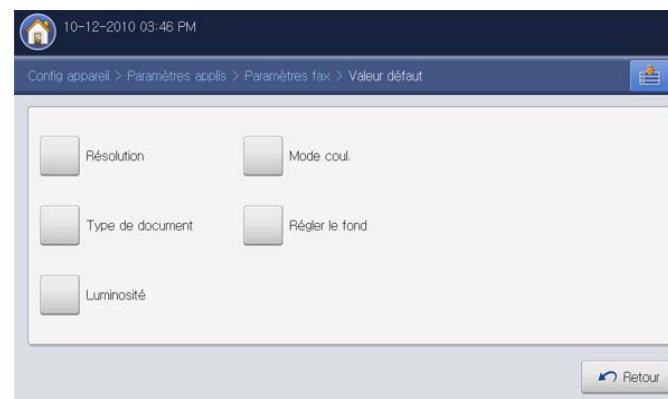 10-12-2010 03:46 PM
Config appareil > Paramètres applis > Paramètres fax > Valeur défaut
Résolution
Mode coul.
Type de document
Régler le fond
Luminosité
Retour